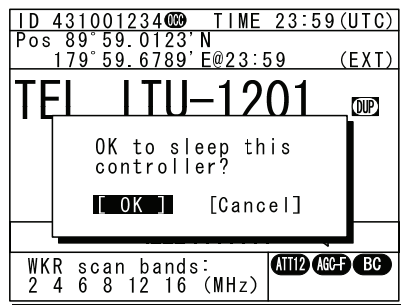 ID 431001234 OCC TIME 23:59(UTC)
Pos 89°59.0123'N
179°59.6789'E@23:59 (EXT)
TEL ITU-1201 DUP
OK to sleep this
controller?
[ OK ] [Cancel]
WKR scan bands: ATT12 AGC-F BC
2 4 6 8 12 16 (MHz)